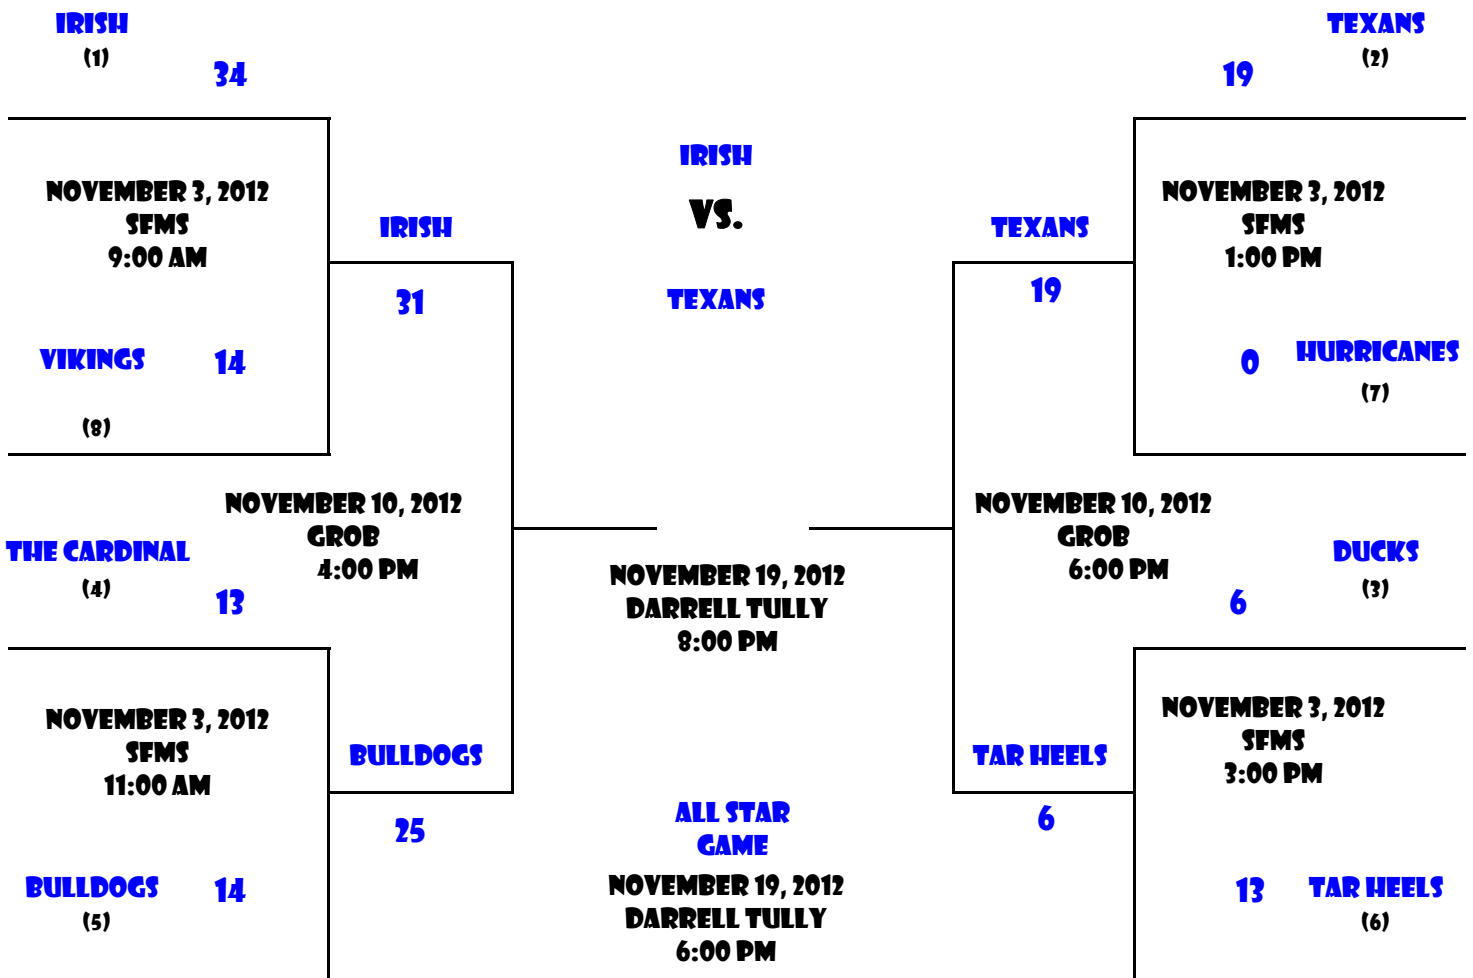 IRISH
(1)
34
NOVEMBER 3, 2012
SFMS
9:00 AM
VIKINGS 14
(8)
IRISH
31
THE CARDINAL
(4)
13
NOVEMBER 10, 2012
GROB
4:00 PM
NOVEMBER 3, 2012
SFMS
11:00 AM
BULLDOGS 14
(5)
BULLDOGS
25
IRISH
VS.
TEXANS
NOVEMBER 19, 2012
DARRELL TULLY
8:00 PM
ALL STAR
GAME
NOVEMBER 19, 2012
DARRELL TULLY
6:00 PM
TEXANS
19
NOVEMBER 10, 2012
GROB
6:00 PM
TAR HEELS
6
TEXANS
(2)
19
NOVEMBER 3, 2012
SFMS
1:00 PM
0 HURRICANES
(7)
DUCKS
(3)
6
NOVEMBER 3, 2012
SFMS
3:00 PM
13 TAR HEELS
(6)